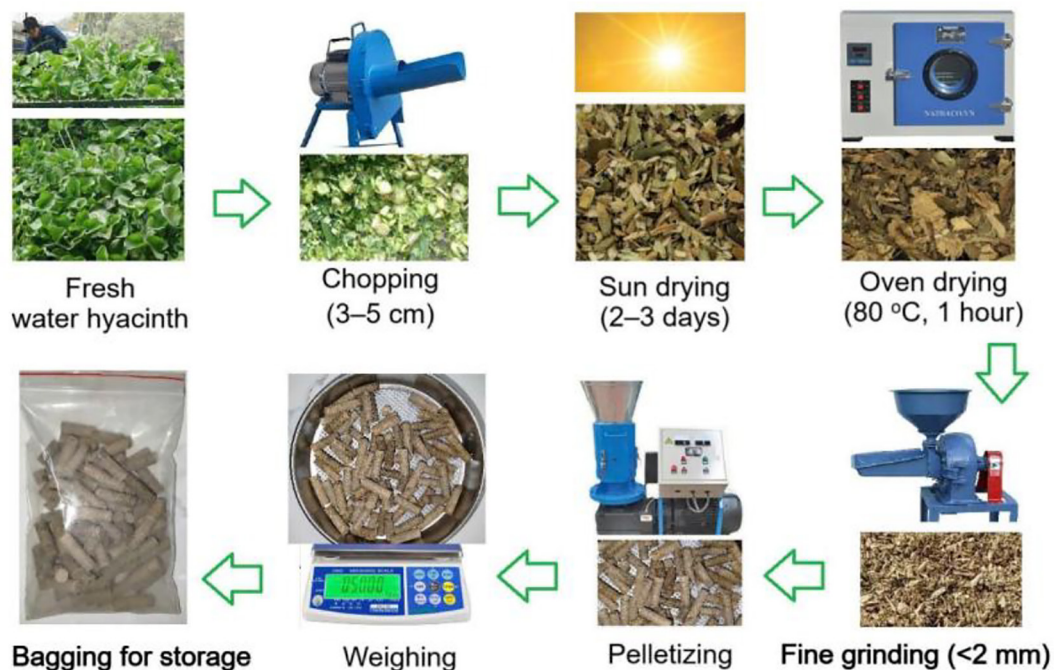 Fresh
water hyacinth
Chopping
(3–5 cm)
Sun drying
(2–3 days)
Oven drying
(80 °C, 1 hour)
Bagging for storage
Weighing
Pelletizing
Fine grinding (<2 mm)